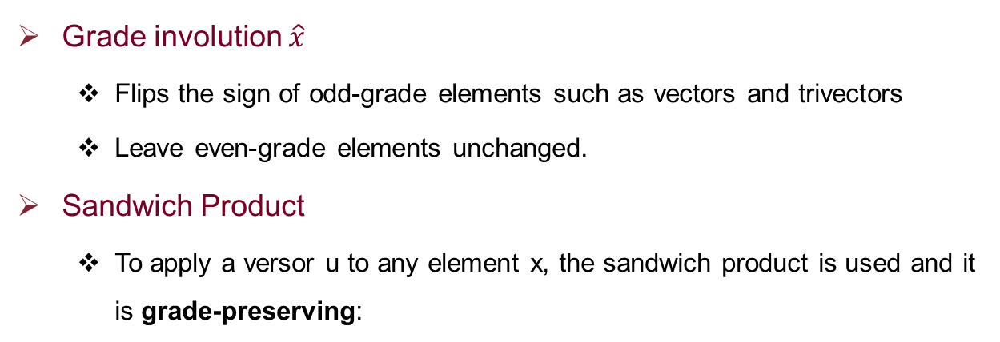 ➢ Grade involution x̂
❖ Flips the sign of odd-grade elements such as vectors and trivectors
❖ Leave even-grade elements unchanged.
➢ Sandwich Product
❖ To apply a versor u to any element x, the sandwich product is used and it
is grade-preserving: